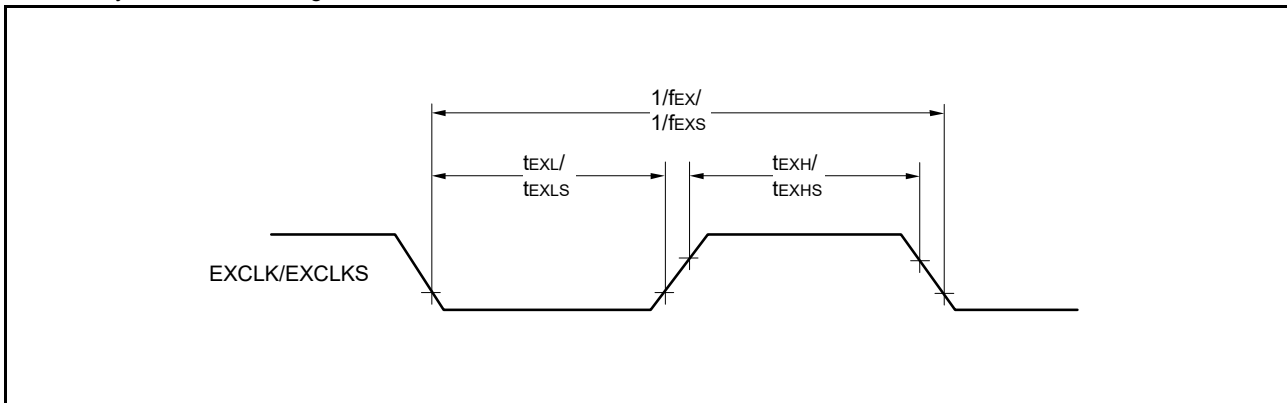 1/fEX/
1/fEXS
tEXL/
tEXLS
tEXH/
tEXHS
EXCLK/EXCLKS